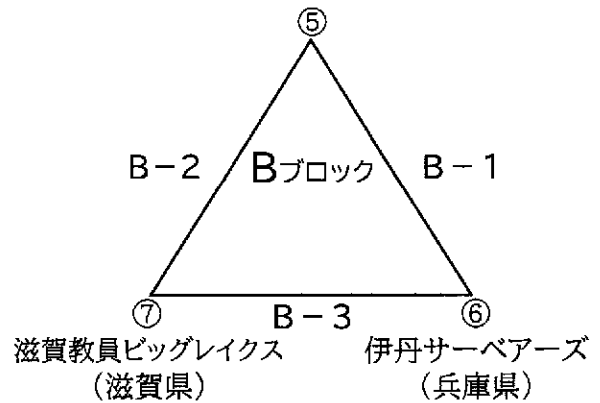 ⑤
B-2
Bブロック
B-1
⑦
B-3
⑥
滋賀教員ビッグレイクス
(滋賀県)
伊丹サーベアーズ
(兵庫県)